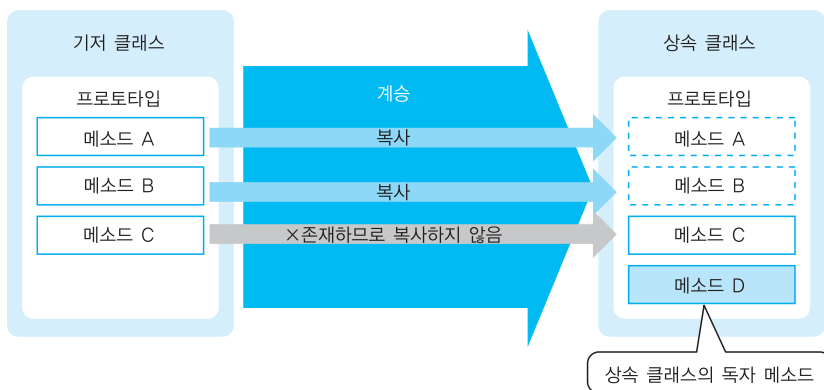 기저 클래스
프로토타입
메소드 A
메소드 B
메소드 C
계승
복사
복사
×존재하므로 복사하지 않음
상속 클래스
프로토타입
메소드 A
메소드 B
메소드 C
메소드 D
상속 클래스의 독자 메소드